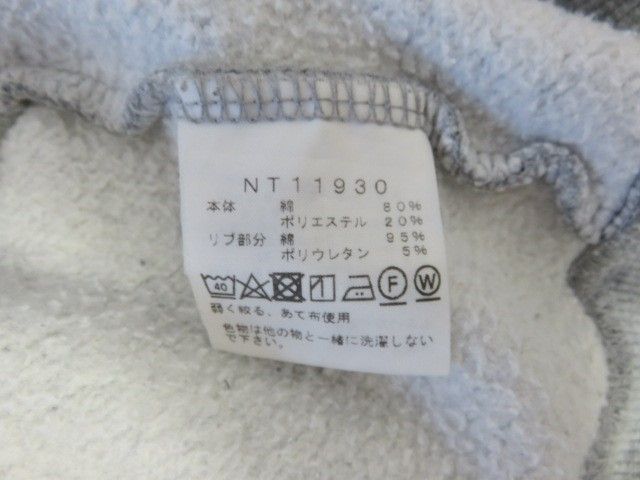 NT11930
本体 綿 80%
ポリエステル 20%
リブ部分 綿 95%
ポリウレタン 5%
40 F W
弱く絞る、あて布使用
色物は他の物と一緒に洗濯しない
で下さい。